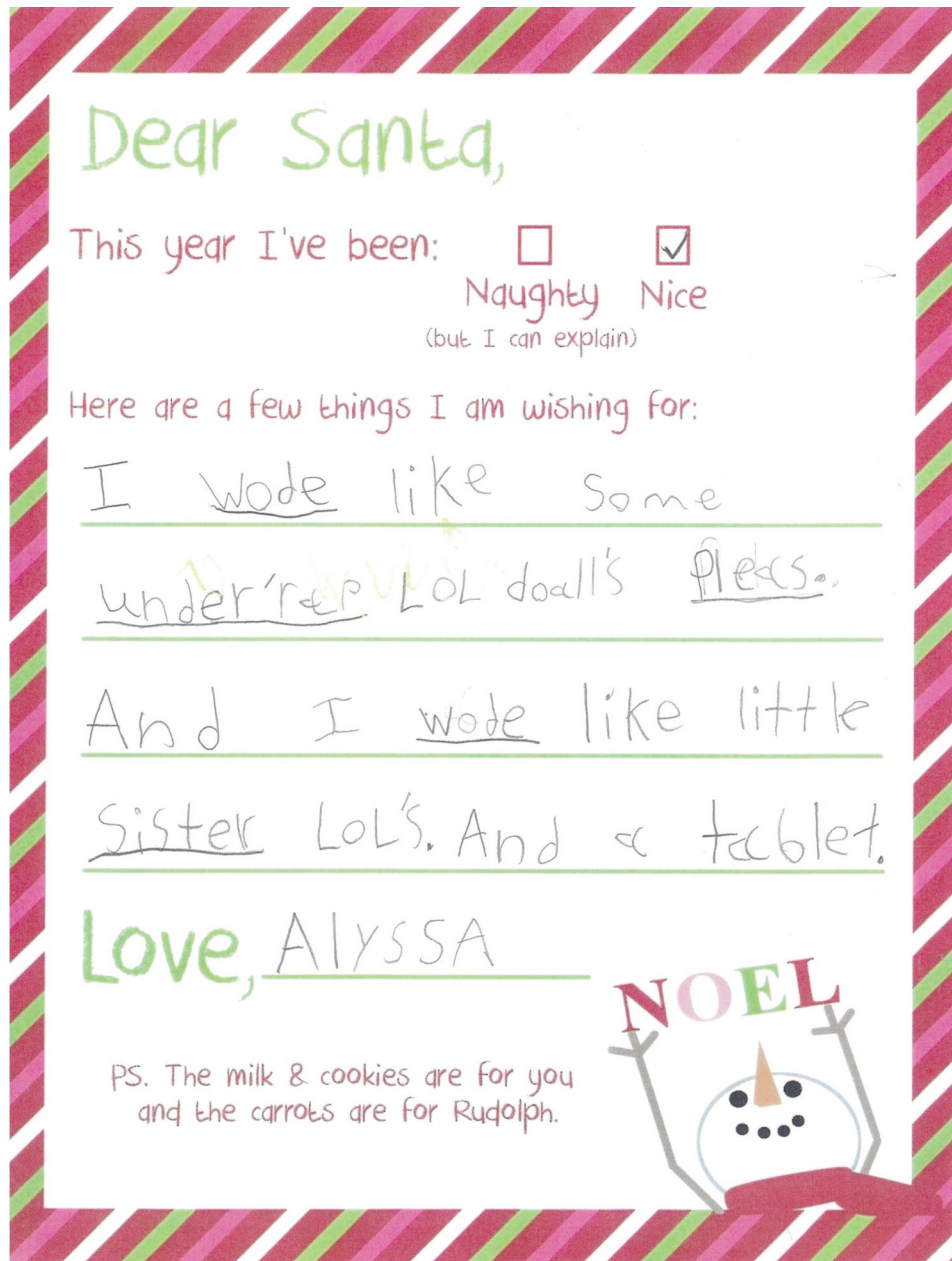 Dear Santa,
This year I've been:
Naughty Nice
(but I can explain)
Here are a few things I am wishing for:
I wode like some
under'rap LOL doall's pleas.
And I wode like little
Sister LOL's. And a tablet.
Love, Alyssa
NOEL
PS. The milk & cookies are for you
and the carrots are for Rudolph.